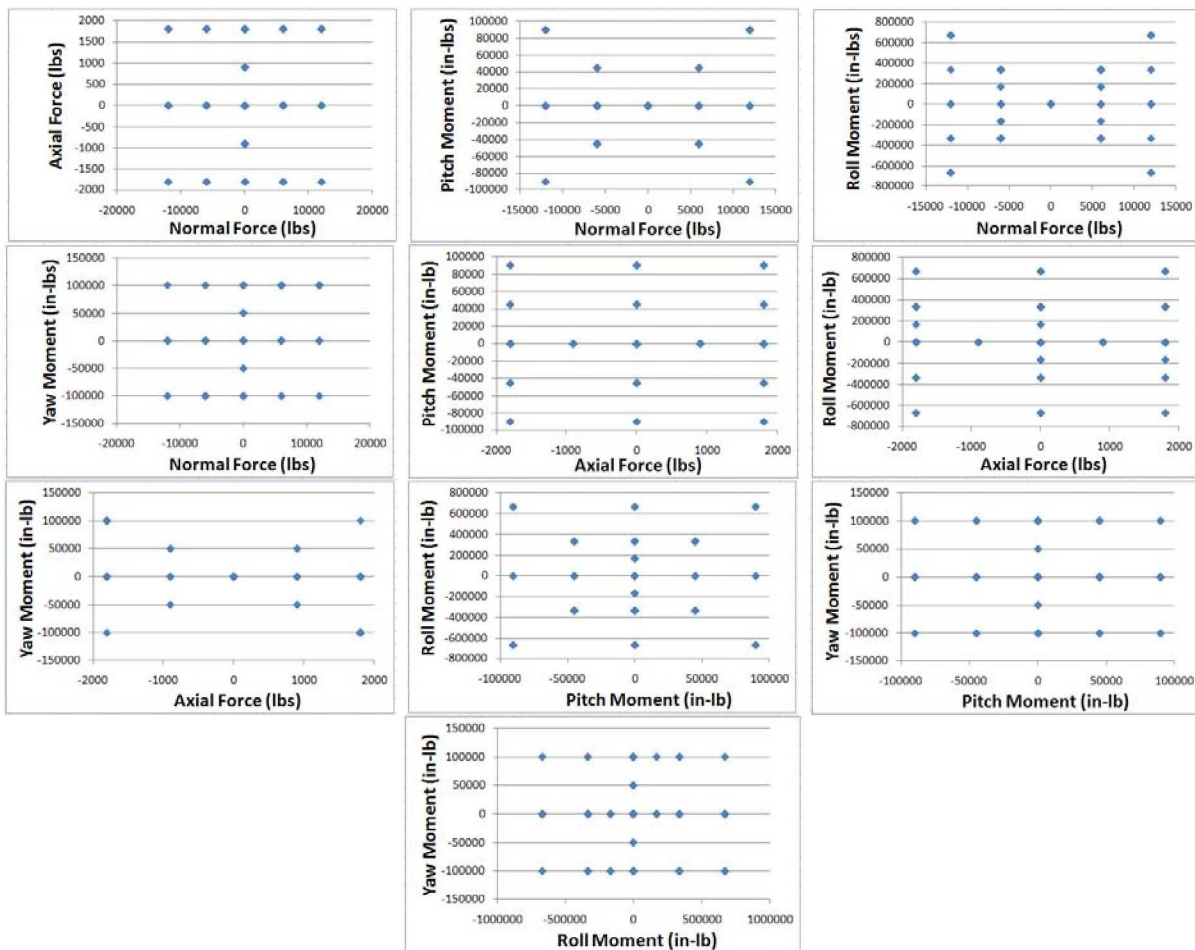 Axial Force (lbs)
2000
1500
1000
500
0
-500
-1000
-1500
2000
-20000 -10000 0 10000 20000
Normal Force (lbs)
Pitch Moment (in-lbs)
100000
80000
60000
40000
20000
0
-20000
-40000
-60000
-80000
-100000
-15000 -10000 -5000 0 5000 10000 15000
Normal Force (lbs)
Roll Moment (in-lbs)
800000
600000
400000
200000
0
-200000
-400000
-600000
-800000
-15000 -10000 -5000 0 5000 10000 15000
Normal Force (lbs)
Yaw Moment (in-lbs)
150000
100000
50000
0
-50000
-100000
-150000
-20000 -10000 0 10000 20000
Normal Force (lbs)
Pitch Moment (in-lb)
100000
80000
60000
40000
20000
0
-20000
-40000
-60000
-80000
-100000
-2000 -1000 0 1000 2000
Axial Force (lbs)
Roll Moment (in-lb)
800000
600000
400000
200000
0
-200000
-400000
-600000
-800000
-2000 -1000 0 1000 2000
Axial Force (lbs)
Yaw Moment (in-lb)
150000
100000
50000
0
-50000
-100000
-150000
-2000 -1000 0 1000 2000
Axial Force (lbs)
Roll Moment (in-lb)
800000
600000
400000
200000
0
-200000
-400000
-600000
-800000
-100000 -50000 0 50000 100000
Pitch Moment (in-lb)
Yaw Moment (in-lb)
150000
100000
50000
0
-50000
-100000
-150000
-100000 -50000 0 50000 100000
Pitch Moment (in-lb)
Yaw Moment (in-lb)
150000
100000
50000
0
-50000
-100000
-150000
-1000000 -500000 0 500000 1000000
Roll Moment (in-lb)